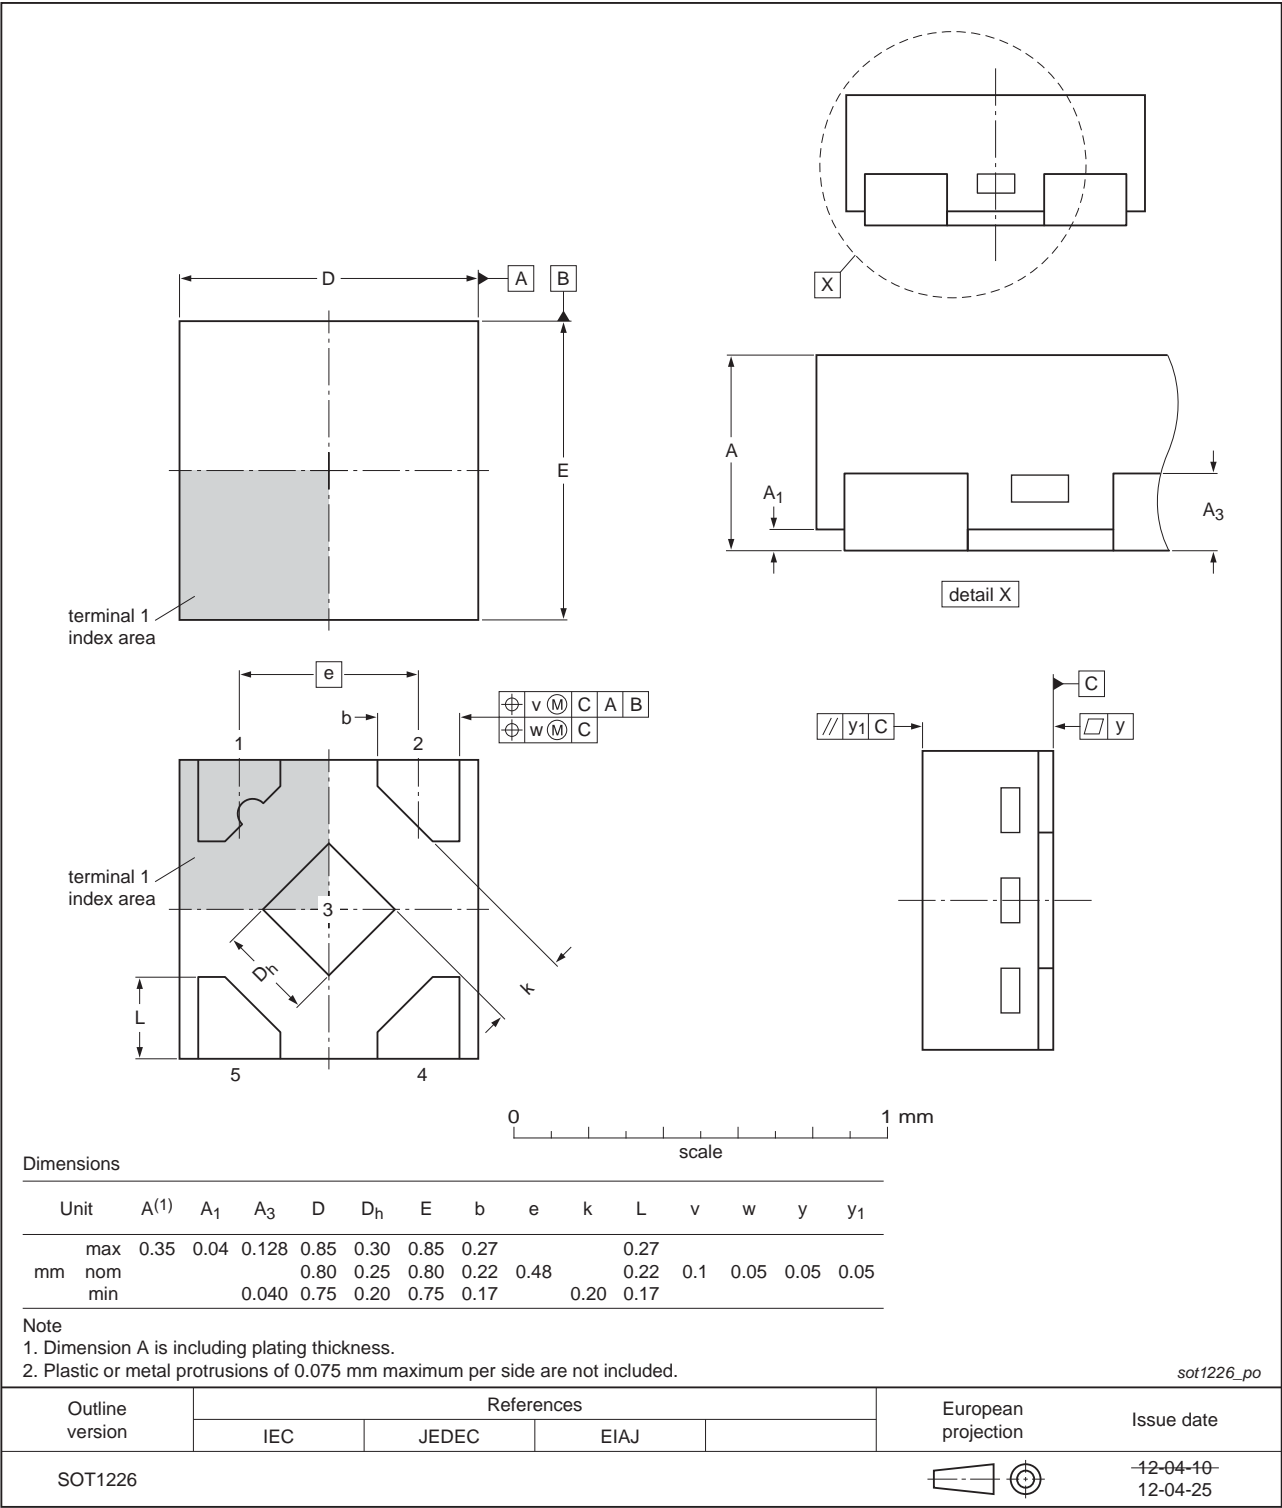 X
D
A
B
E
terminal 1
index area
A
A1
A3
detail X
e
b
v M C A B
w M C
1
2
terminal 1
index area
3
Dh
k
L
5
4
C
// y1 C
y
0
1 mm
scale
Dimensions
Unit A(1) A1 A3 D Dh E b e k L v w y y1
max 0.35 0.04 0.128 0.85 0.30 0.85 0.27 0.27
mm nom 0.80 0.25 0.80 0.22 0.48 0.22 0.1 0.05 0.05 0.05
min 0.040 0.75 0.20 0.75 0.17 0.20 0.17
Note
1. Dimension A is including plating thickness.
2. Plastic or metal protrusions of 0.075 mm maximum per side are not included.
sot1226_po
Outline version
References
IEC JEDEC EIAJ
European projection
Issue date
SOT1226
12-04-10
12-04-25